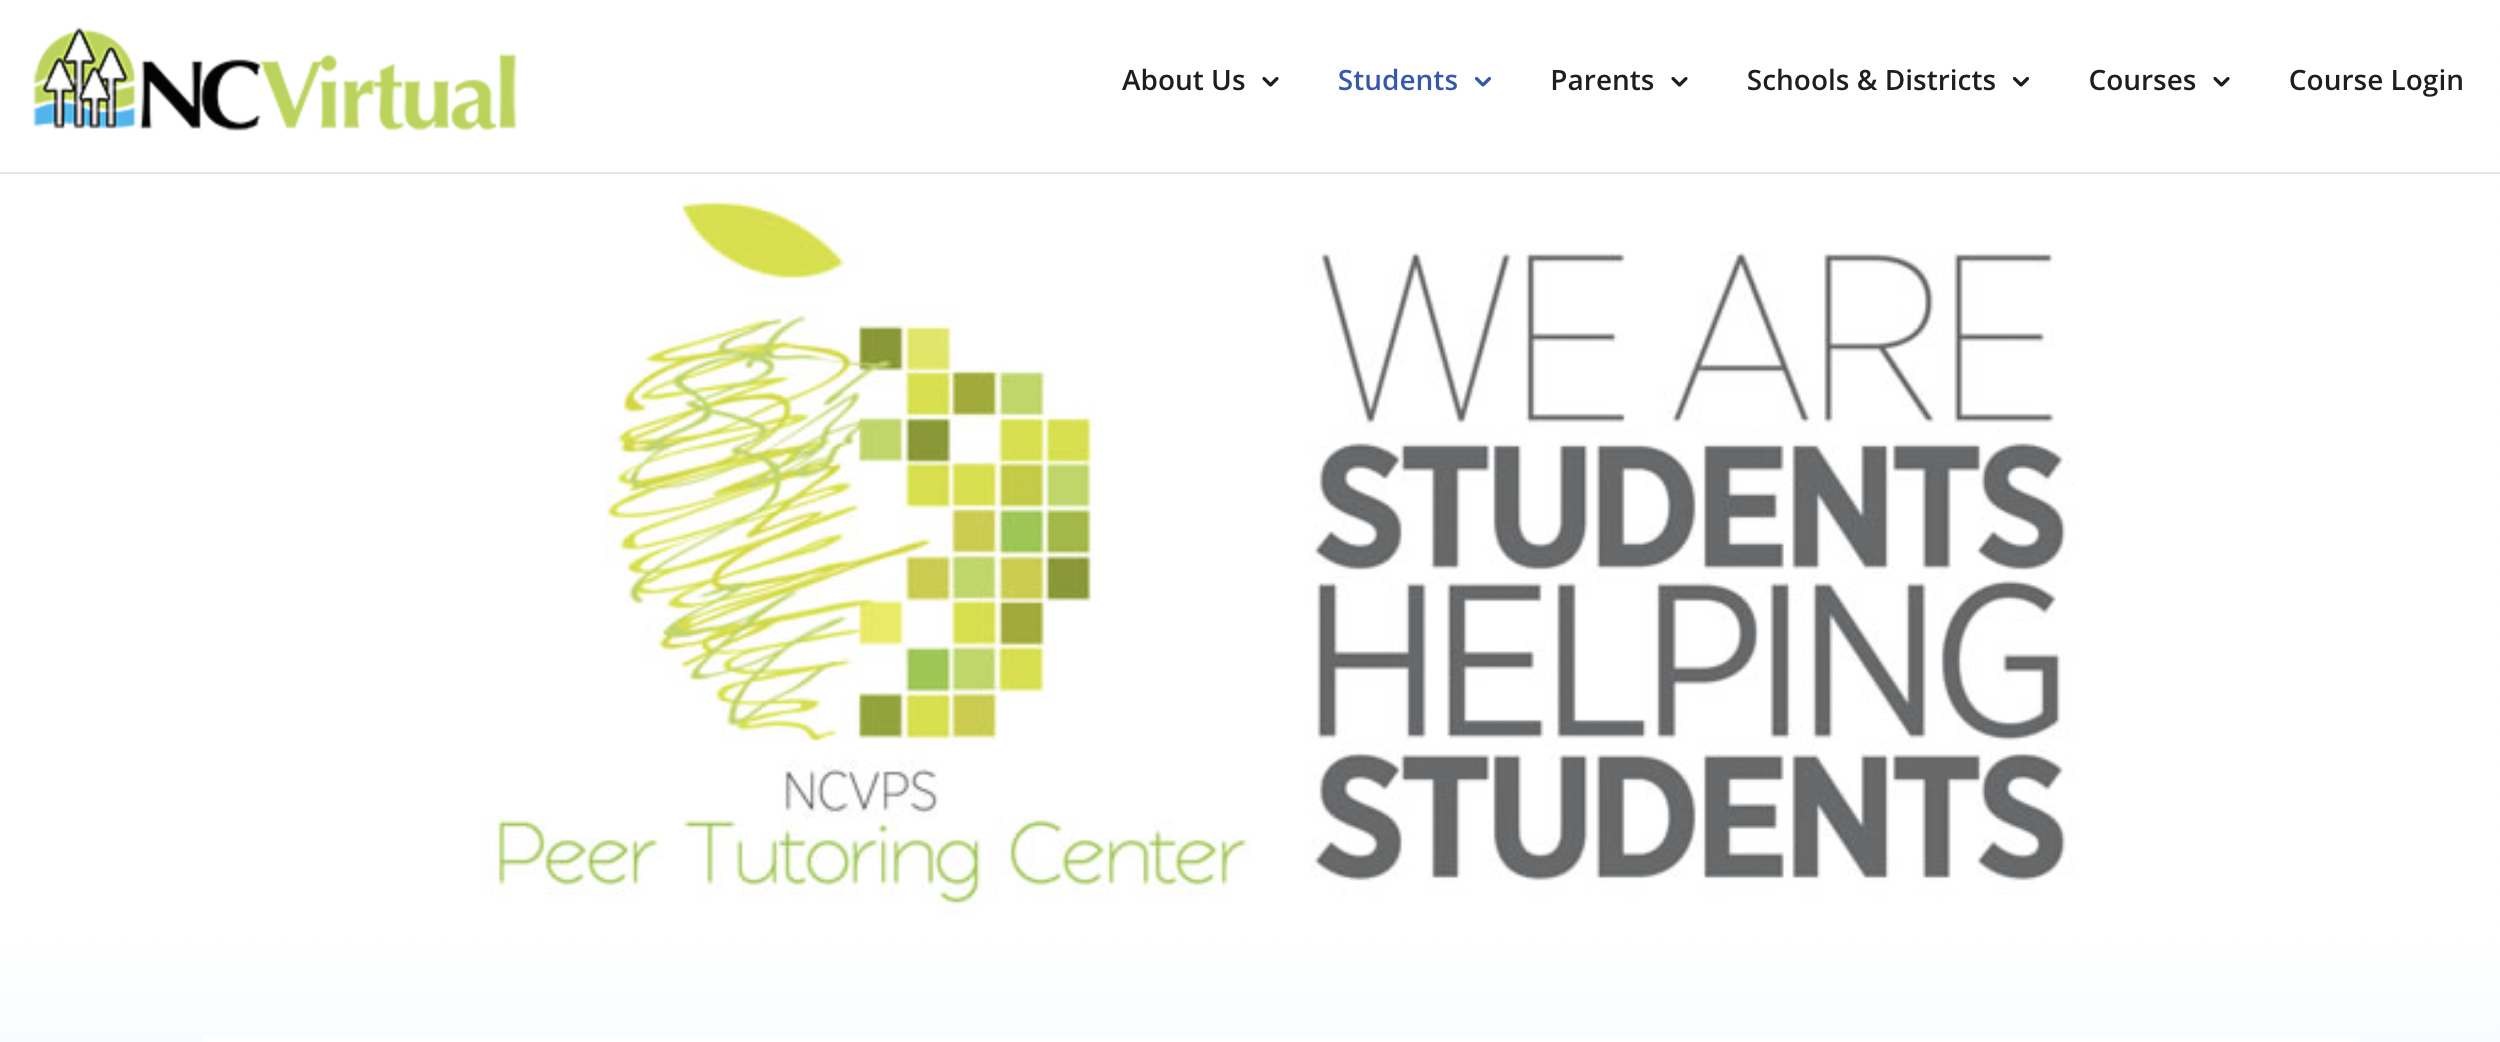 NCVirtual
About Us
Students
Parents
Schools & Districts
Courses
Course Login
NCVPS
Peer Tutoring Center
WE ARE
STUDENTS
HELPING
STUDENTS